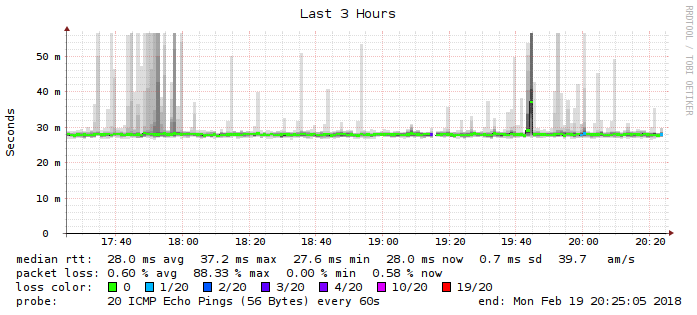 Last 3 Hours
RRDTOOL / TOBI OETIKER
Seconds
50 m
40 m
30 m
20 m
10 m
0
17:40 18:00 18:20 18:40 19:00 19:20 19:40 20:00 20:20
median rtt: 28.0 ms avg 37.2 ms max 27.6 ms min 28.0 ms now 0.7 ms sd 39.7 am/s
packet loss: 0.60 % avg 88.33 % max 0.00 % min 0.58 % now
loss color: 0 1/20 2/20 3/20 4/20 10/20 19/20
probe: 20 ICMP Echo Pings (56 Bytes) every 60s end: Mon Feb 19 20:25:05 2018